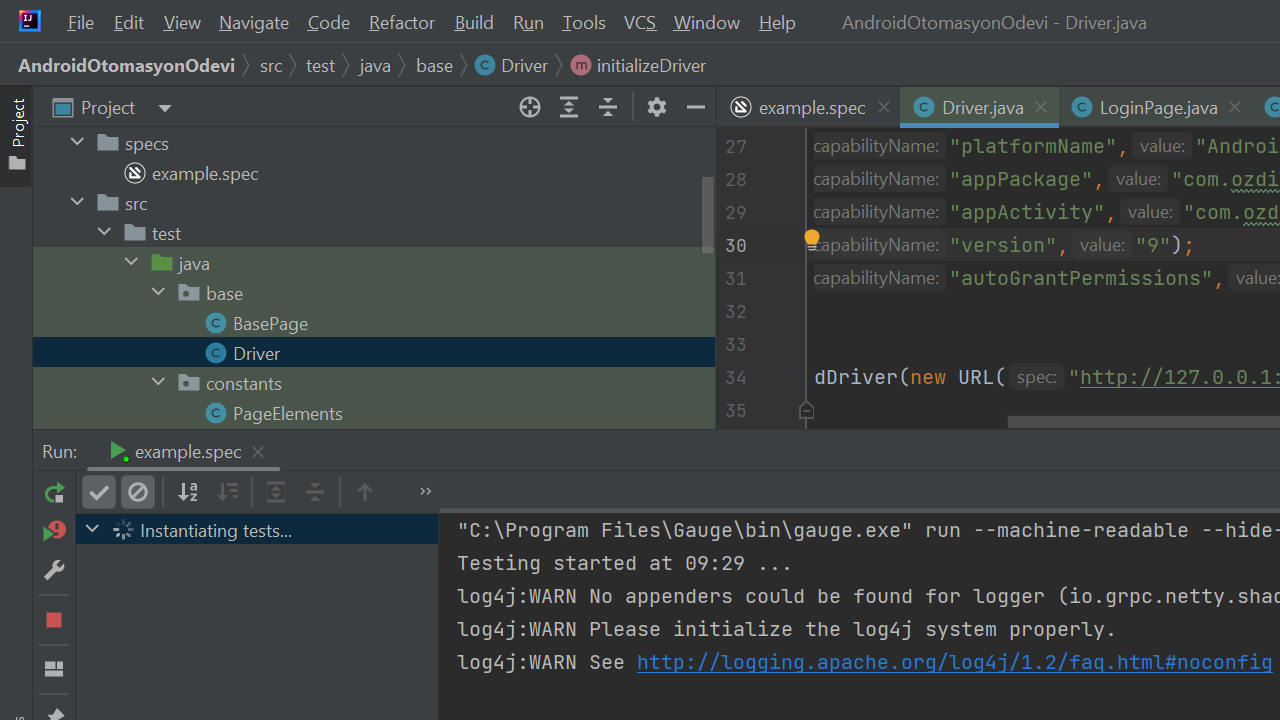 File Edit View Navigate Code Refactor Build Run Tools VCS Window Help AndroidOtomasyonOdevi - Driver.java
AndroidOtomasyonOdevi src test java base Driver initializeDriver
Project
Project
example.spec
Driver.java
LoginPage.java
specs
example.spec
src
test
java
base
BasePage
Driver
constants
PageElements
27 capabilityName: "platformName", value: "Androi
28 capabilityName: "appPackage", value: "com.ozdi
29 capabilityName: "appActivity", value: "com.ozd
30 capabilityName: "version", value: "9");
31 capabilityName: "autoGrantPermissions", value:
32
33
34 dDriver(new URL( spec: "http://127.0.0.1:
35
Run: example.spec
Instantiating tests...
"C:\Program Files\Gauge\bin\gauge.exe" run --machine-readable --hide-
Testing started at 09:29 ...
log4j:WARN No appenders could be found for logger (io.grpc.netty.shad
log4j:WARN Please initialize the log4j system properly.
log4j:WARN See http://logging.apache.org/log4j/1.2/faq.html#noconfig